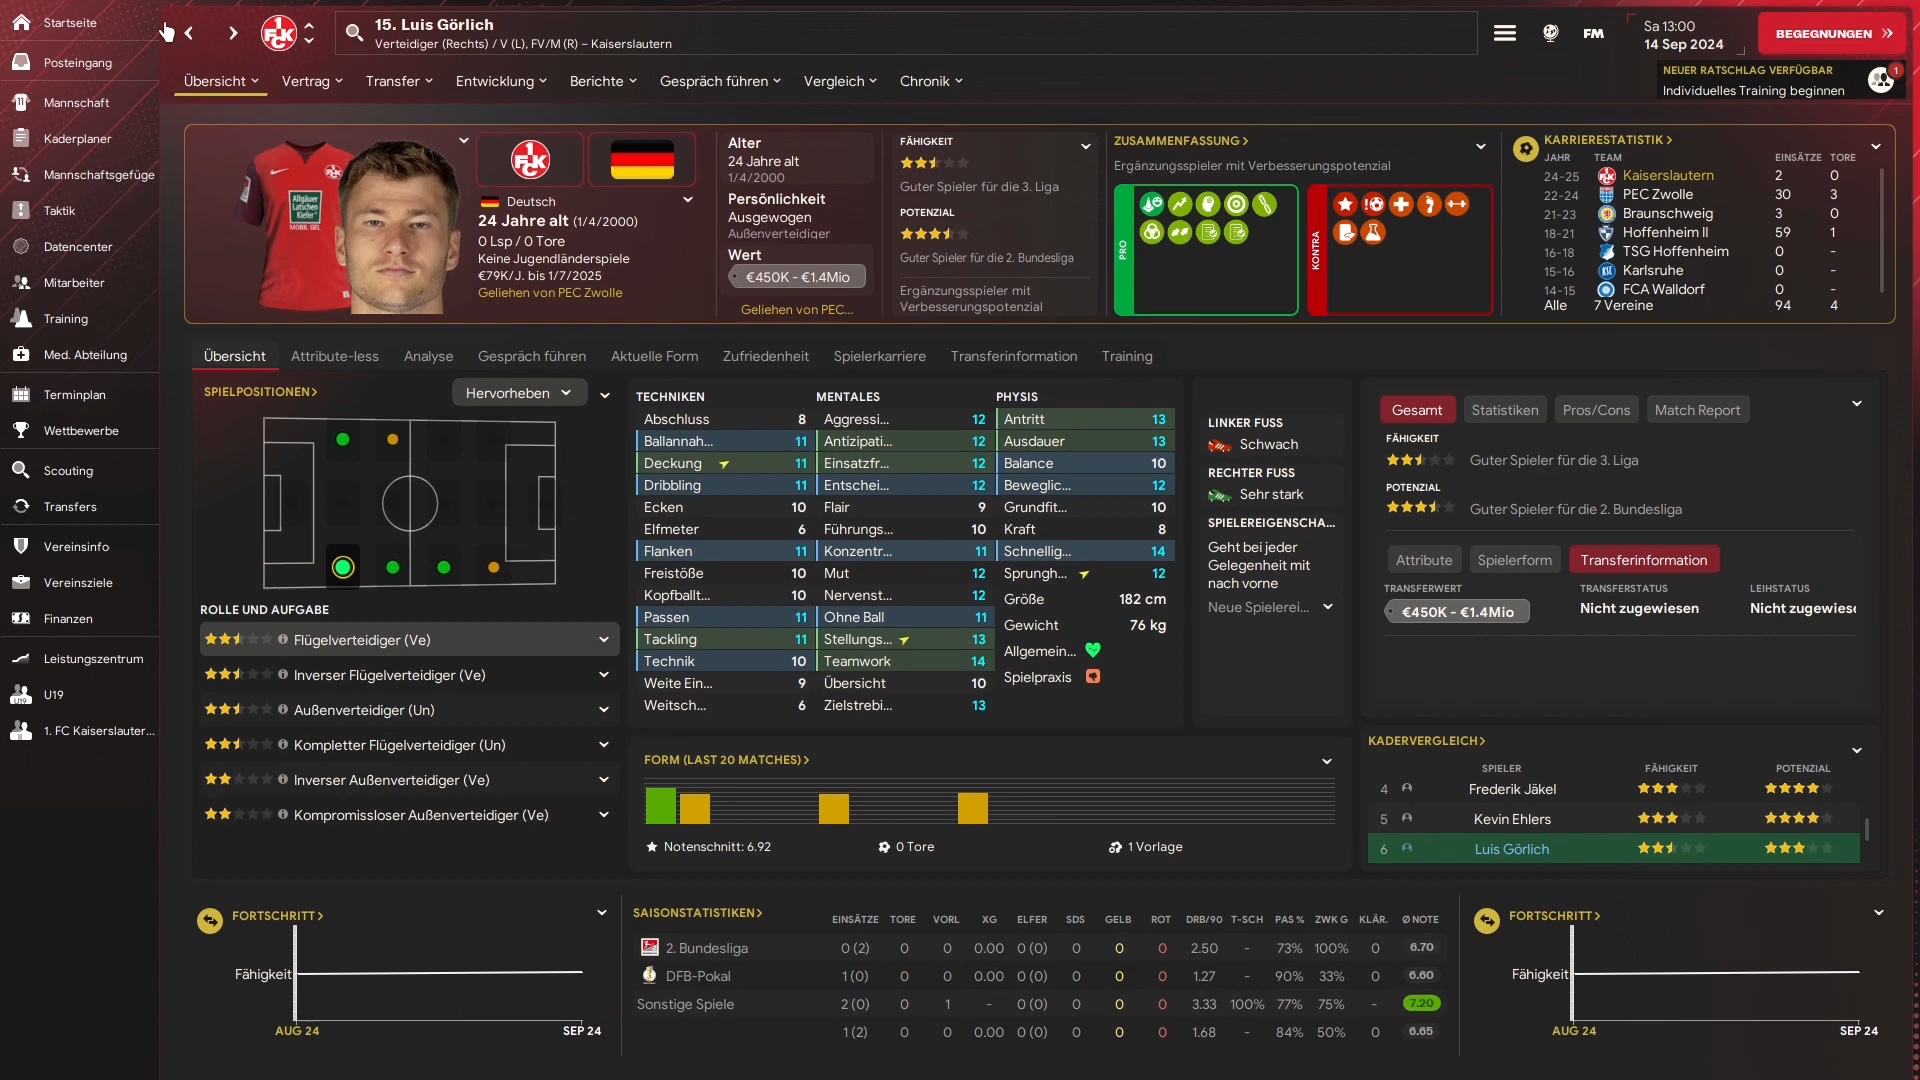 Startseite
Posteingang
Mannschaft
Kaderplaner
Mannschaftsgefüge
Taktik
Datencenter
Mitarbeiter
Training
Med. Abteilung
Terminplan
Wettbewerbe
Scouting
Transfers
Vereinsinfo
Vereinsziele
Finanzen
Leistungszentrum
U19
1. FC Kaiserslauter...
15. Luis Görlich
Verteidiger (Rechts) / V (L), FV/M (R) – Kaiserslautern
FM
Sa 13:00
14 Sep 2024
BEGEGNUNGEN
Übersicht Vertrag Transfer Entwicklung Berichte Gespräch führen Vergleich Chronik
NEUER RATSCHLAG VERFÜGBAR
Individuelles Training beginnen
1
Deutsch
24 Jahre alt (1/4/2000)
0 Lsp / 0 Tore
Keine Jugendländerspiele
€79K/J. bis 1/7/2025
Geliehen von PEC Zwolle
Alter
24 Jahre alt
1/4/2000
Persönlichkeit
Ausgewogen
Außenverteidiger
Wert
€450K - €1.4Mio
Geliehen von PEC...
FÄHIGKEIT
Guter Spieler für die 3. Liga
POTENZIAL
Guter Spieler für die 2. Bundesliga
Ergänzungsspieler mit
Verbesserungspotenzial
ZUSAMMENFASSUNG
Ergänzungsspieler mit Verbesserungspotenzial
PRO
KONTRA
KARRIERESTATISTIK
JAHR TEAM EINSÄTZE TORE
24-25 Kaiserslautern 2 0
22-24 PEC Zwolle 30 3
21-23 Braunschweig 3 0
18-21 Hoffenheim II 59 1
16-18 TSG Hoffenheim 0 -
15-16 Karlsruhe 0 -
14-15 FCA Walldorf 0 -
Alle 7 Vereine 94 4
Übersicht Attribute-less Analyse Gespräch führen Aktuelle Form Zufriedenheit Spielerkarriere Transferinformation Training
SPIELPOSITIONEN
Hervorheben
ROLLE UND AUFGABE
Flügelverteidiger (Ve)
Inverser Flügelverteidiger (Ve)
Außenverteidiger (Un)
Kompletter Flügelverteidiger (Un)
Inverser Außenverteidiger (Ve)
Kompromissloser Außenverteidiger (Ve)
TECHNIKEN MENTALES PHYSIS
Abschluss 8 Aggressi... 12 Antritt 13
Ballannah... 11 Antizipati... 12 Ausdauer 13
Deckung 11 Einsatzfr... 12 Balance 10
Dribbling 11 Entschei... 12 Beweglic... 12
Ecken 10 Flair 9 Grundfit... 10
Elfmeter 6 Führungs... 10 Kraft 8
Flanken 11 Konzentr... 11 Schnellig... 14
Freistöße 10 Mut 12 Sprungh... 12
Kopfballt... 10 Nervenst... 12 Größe 182 cm
Passen 11 Ohne Ball 11 Gewicht 76 kg
Tackling 11 Stellungs... 13 Allgemein...
Technik 10 Teamwork 14 Spielpraxis
Weite Ein... 9 Übersicht 10
Weitsch... 6 Zielstrebi... 13
LINKER FUSS
Schwach
RECHTER FUSS
Sehr stark
SPIELEREIGENSCHA...
Geht bei jeder
Gelegenheit mit
nach vorne
Neue Spielerei...
Gesamt Statistiken Pros/Cons Match Report
FÄHIGKEIT
Guter Spieler für die 3. Liga
POTENZIAL
Guter Spieler für die 2. Bundesliga
Attribute Spielerform Transferinformation
TRANSFERWERT TRANSFERSTATUS LEIHSTATUS
€450K - €1.4Mio Nicht zugewiesen Nicht zugewiese
FORM (LAST 20 MATCHES)
Notenschnitt: 6.92 0 Tore 1 Vorlage
KADERVERGLEICH
SPIELER FÄHIGKEIT POTENZIAL
4 Frederik Jäkel
5 Kevin Ehlers
6 Luis Görlich
FORTSCHRITT
Fähigkeit
AUG 24 SEP 24
SAISONSTATISTIKEN EINSÄTZE TORE VORL XG ELFER SDS GELB ROT DRB/90 T-SCH PAS % ZWK G KLÄR. Ø NOTE
2. Bundesliga 0 (2) 0 0 0.00 0 (0) 0 0 0 2.50 - 73% 100% 0 6.70
DFB-Pokal 1 (0) 0 0 0.00 0 (0) 0 0 0 1.27 - 90% 33% 0 6.60
Sonstige Spiele 2 (0) 0 1 - 0 (0) 0 0 0 3.33 100% 77% 75% - 7.20
1 (2) 0 0 0.00 0 (0) 0 0 0 1.68 - 84% 50% 0 6.65
FORTSCHRITT
Fähigkeit
AUG 24 SEP 24